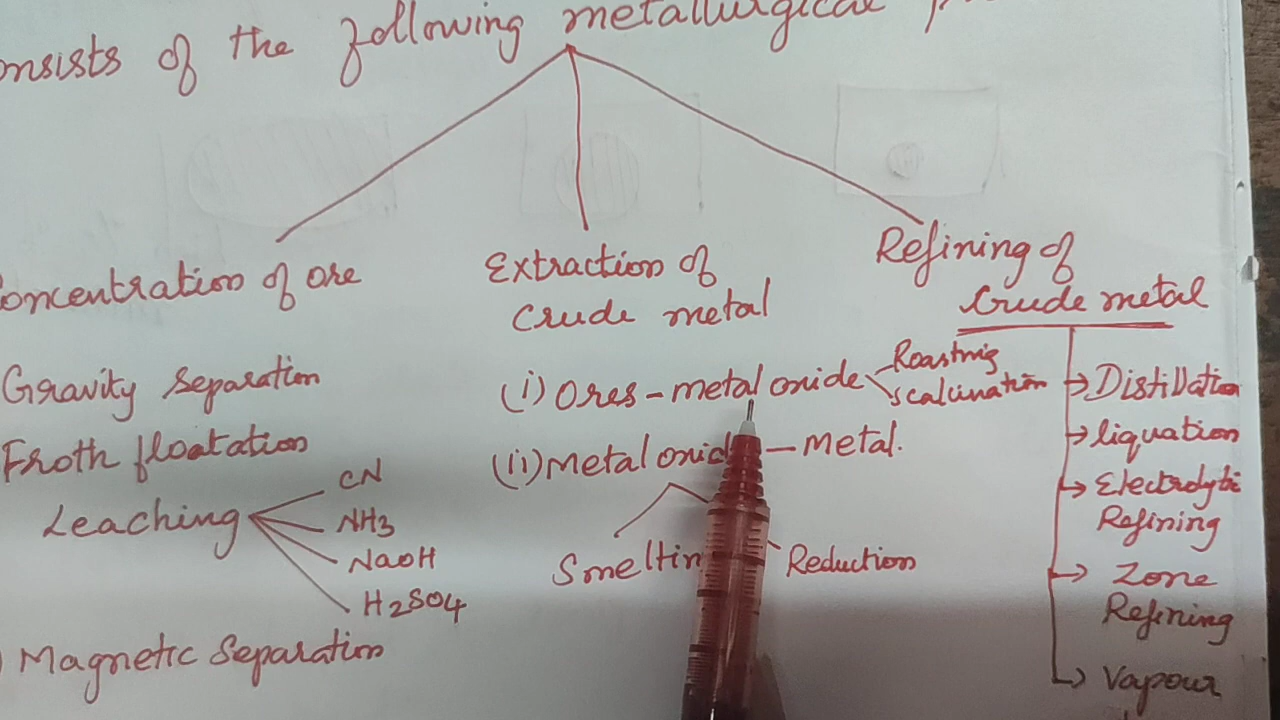 onsists of the following metallurgical
Concentration of ore
Gravity Separation
Froth floatation
Leaching
CN
NH3
NaOH
H2SO4
) Magnetic Separation
Extraction of
Crude metal
(i) Ores - metal oxide
Roasting
calcination
(ii) Metal oxid - Metal.
Smeltin
Reduction
Refining of
Crude metal
Distillation
liquation
Electrolyti
Refining
Zone
Refining
Vapour